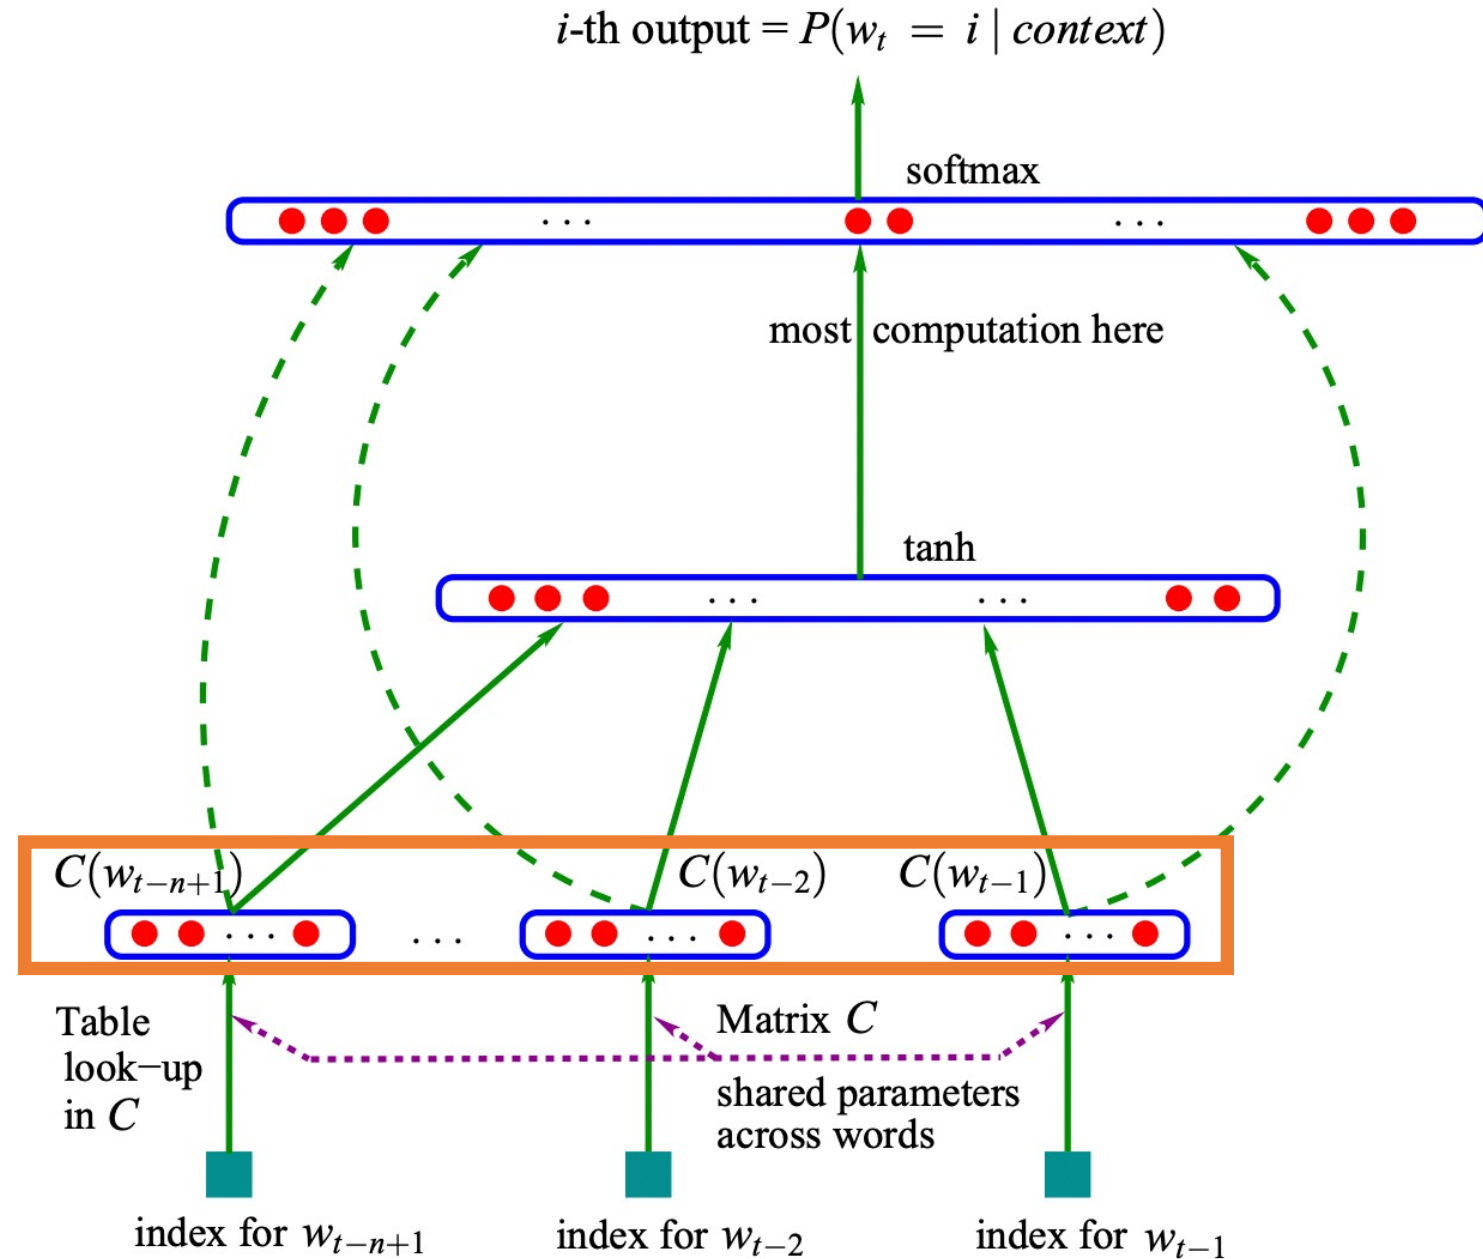 i-th output = P(w_t = i | context)
softmax
. . .
. . .
most computation here
tanh
. . .
. . .
C(w_{t−n+1})
C(w_{t−2})
C(w_{t−1})
. . .
. . .
. . .
. . .
Table
look−up
in C
Matrix C
shared parameters
across words
index for w_{t−n+1}
index for w_{t−2}
index for w_{t−1}